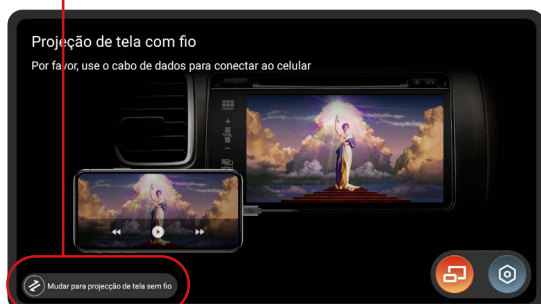 Projeção de tela com fio
Por favor, use o cabo de dados para conectar ao celular
Mudar para projecção de tela sem fio